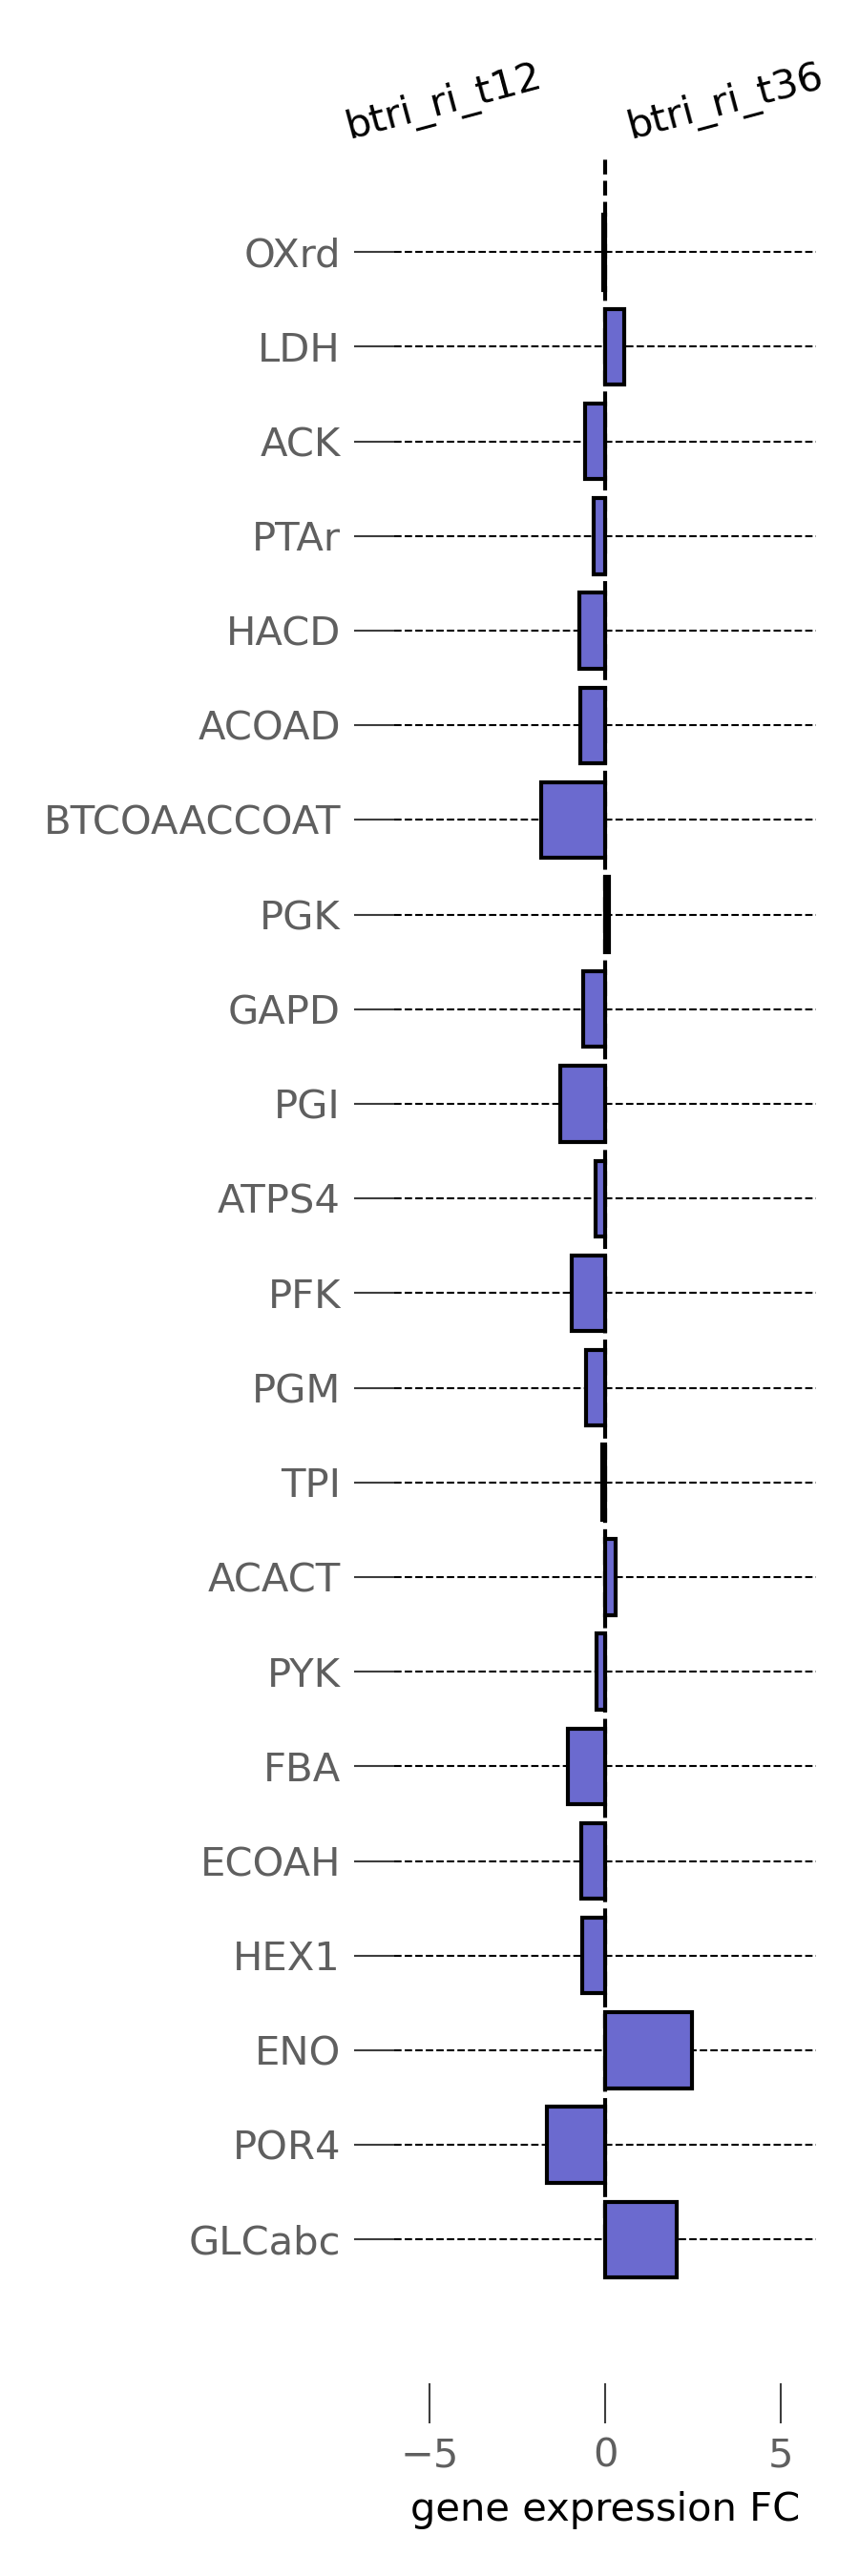 btri_ri_t12 btri_ri_t36
OXrd
LDH
ACK
PTAr
HACD
ACOAD
BTCOAACCOAT
PGK
GAPD
PGI
ATPS4
PFK
PGM
TPI
ACACT
PYK
FBA
ECOAH
HEX1
ENO
POR4
GLCabc
−5 0 5
gene expression FC